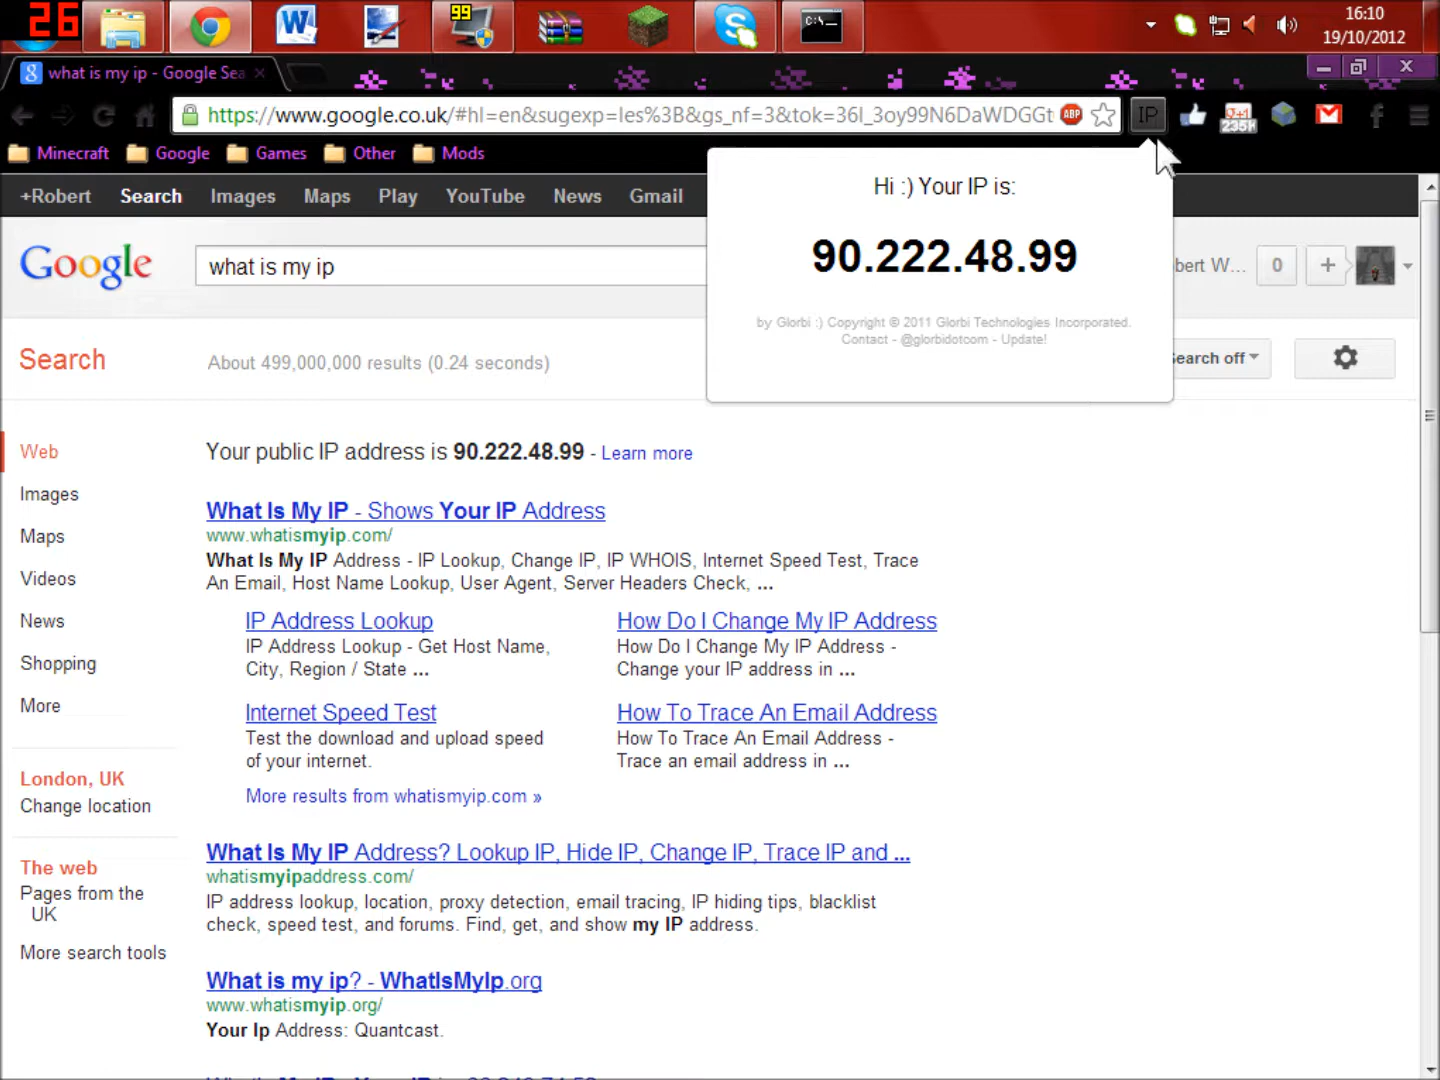 26
99
C:\
16:10
19/10/2012
what is my ip - Google Sea
https://www.google.co.uk/#hl=en&sugexp=les%3B&gs_nf=3&tok=36l_3oy99N6DaWDGGt
ABP
IP
235k
Minecraft
Google
Games
Other
Mods
+Robert
Search
Images
Maps
Play
YouTube
News
Gmail
Hi :) Your IP is:
90.222.48.99
by Glorbi :) Copyright © 2011 Glorbi Technologies Incorporated.
Contact - @glorbidotcom - Update!
Google
what is my ip
bert W...
0
+
Search
About 499,000,000 results (0.24 seconds)
Search off
Web
Images
Maps
Videos
News
Shopping
More
London, UK
Change location
The web
Pages from the
UK
More search tools
Your public IP address is 90.222.48.99 - Learn more
What Is My IP - Shows Your IP Address
www.whatismyip.com/
What Is My IP Address - IP Lookup, Change IP, IP WHOIS, Internet Speed Test, Trace
An Email, Host Name Lookup, User Agent, Server Headers Check, ...
IP Address Lookup
IP Address Lookup - Get Host Name,
City, Region / State ...
How Do I Change My IP Address
How Do I Change My IP Address -
Change your IP address in ...
Internet Speed Test
Test the download and upload speed
of your internet.
How To Trace An Email Address
How To Trace An Email Address -
Trace an email address in ...
More results from whatismyip.com »
What Is My IP Address? Lookup IP, Hide IP, Change IP, Trace IP and ...
whatismyipaddress.com/
IP address lookup, location, proxy detection, email tracing, IP hiding tips, blacklist
check, speed test, and forums. Find, get, and show my IP address.
What is my ip? - WhatIsMyIp.org
www.whatismyip.org/
Your Ip Address: Quantcast.